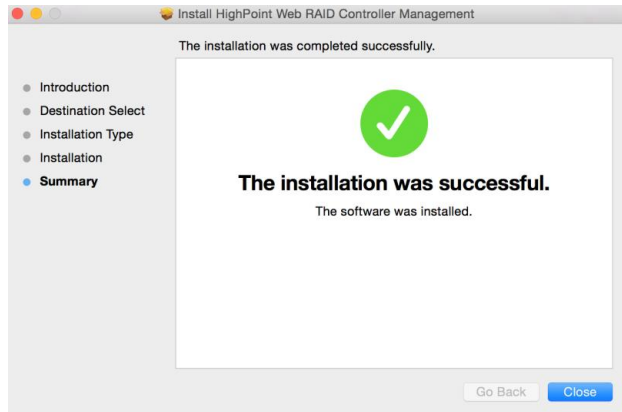 Install HighPoint Web RAID Controller Management
The installation was completed successfully.
Introduction
Destination Select
Installation Type
Installation
Summary
The installation was successful.
The software was installed.
Go Back
Close